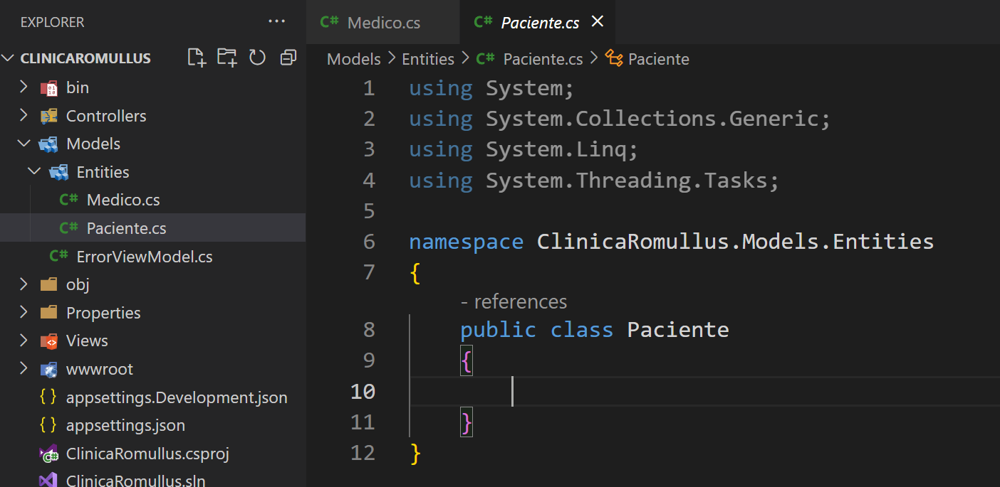 EXPLORER
CLINICAROMULLUS
bin
Controllers
Models
Entities
C# Medico.cs
C# Paciente.cs
C# ErrorViewModel.cs
obj
Properties
Views
wwwroot
{ } appsettings.Development.json
{ } appsettings.json
ClinicaRomullus.csproj
ClinicaRomullus.sln
C# Medico.cs
C# Paciente.cs
Models > Entities > C# Paciente.cs > Paciente
1 using System;
2 using System.Collections.Generic;
3 using System.Linq;
4 using System.Threading.Tasks;
5
6 namespace ClinicaRomullus.Models.Entities
7 {
- references
8 public class Paciente
9 {
10
11 }
12 }